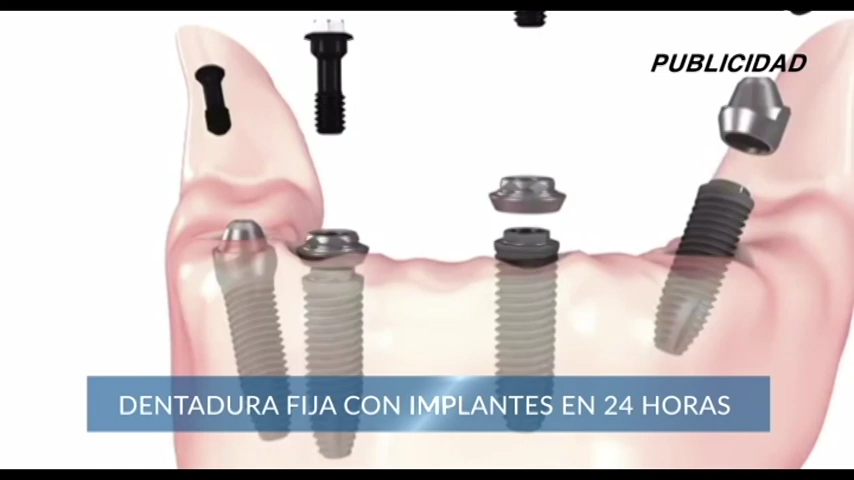 PUBLICIDAD
DENTADURA FIJA CON IMPLANTES EN 24 HORAS